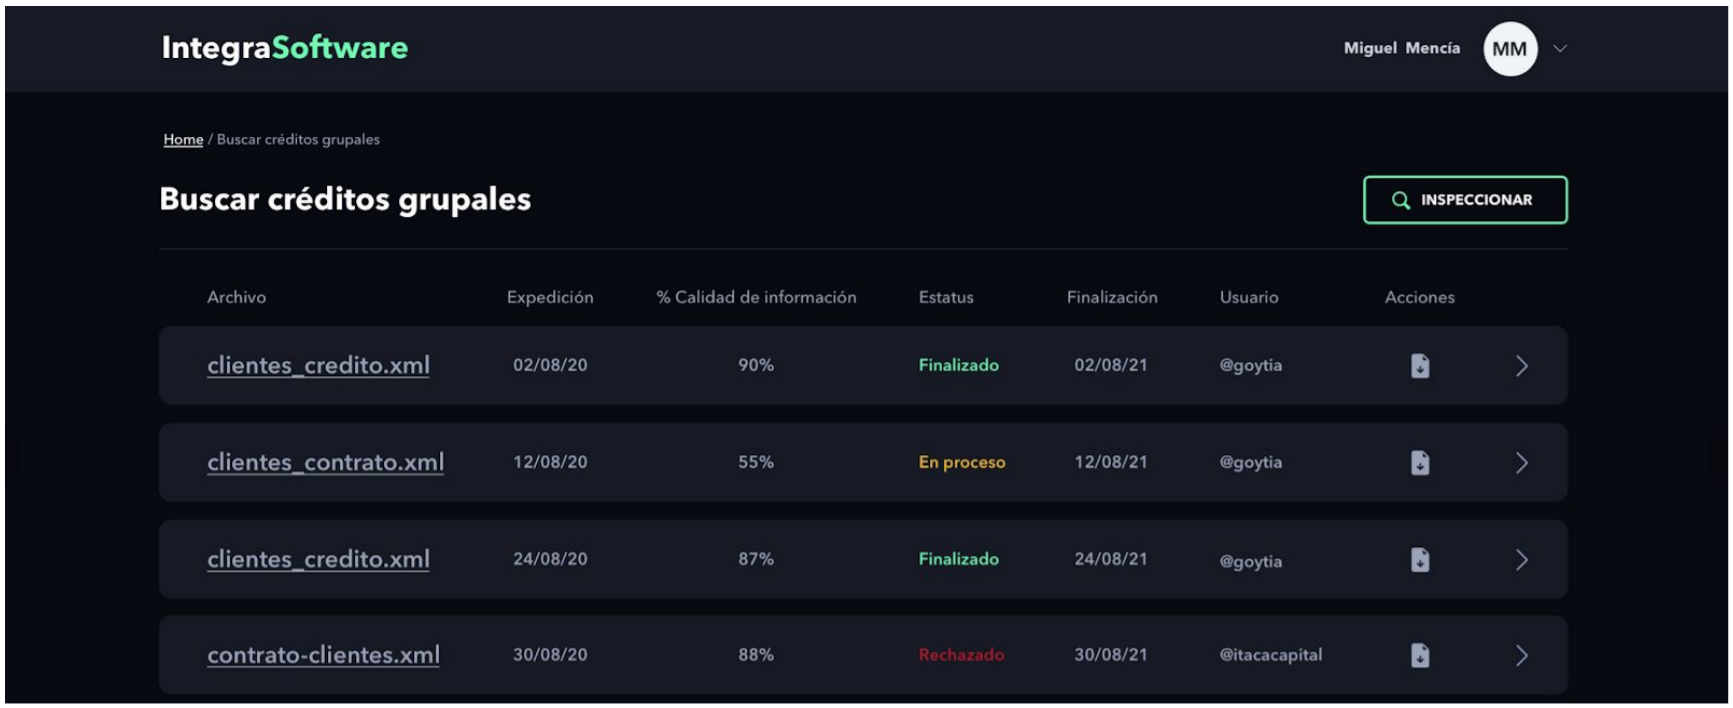 IntegraSoftware
Miguel Mencía MM
Home / Buscar créditos grupales
Buscar créditos grupales
INSPECCIONAR
Archivo Expedición % Calidad de información Estatus Finalización Usuario Acciones
clientes_credito.xml 02/08/20 90% Finalizado 02/08/21 @goytia
clientes_contrato.xml 12/08/20 55% En proceso 12/08/21 @goytia
clientes_credito.xml 24/08/20 87% Finalizado 24/08/21 @goytia
contrato-clientes.xml 30/08/20 88% Rechazado 30/08/21 @itacacapital